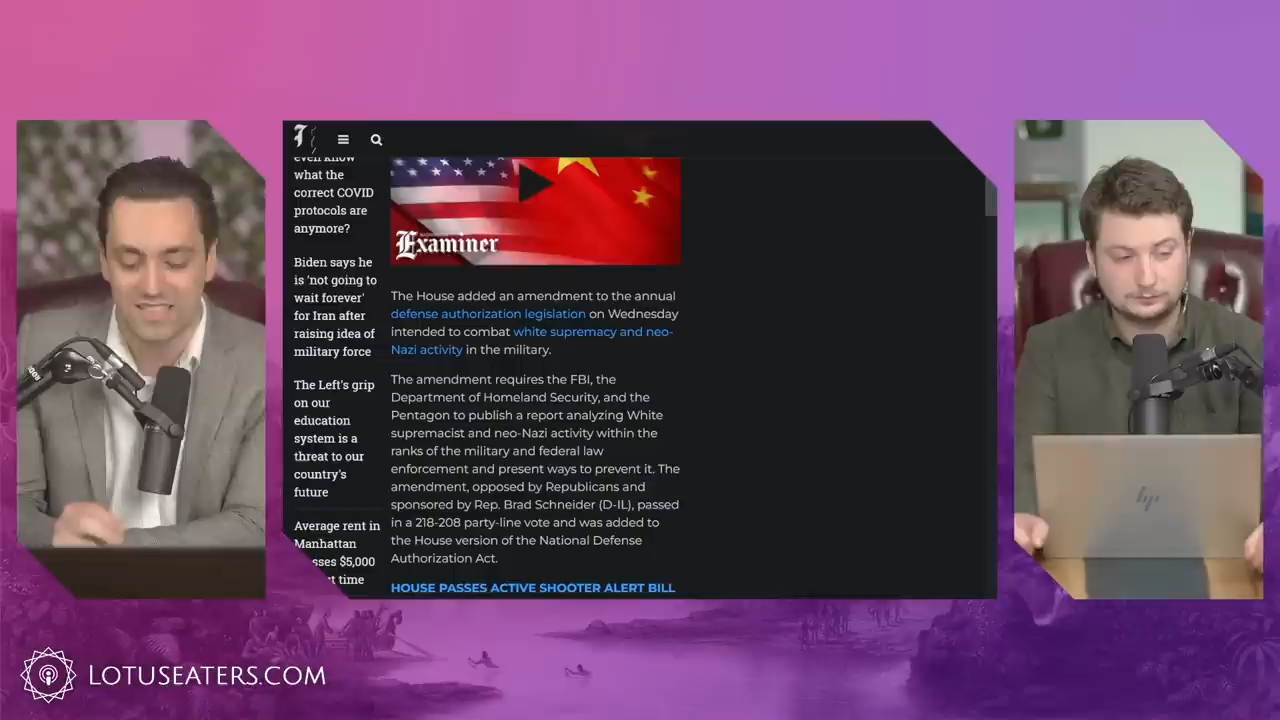 even know
what the
correct COVID
protocols are
anymore?
Biden says he
is 'not going to
wait forever'
for Iran after
raising idea of
military force
The Left's grip
on our
education
system is a
threat to our
country's
future
Average rent in
Manhattan
$5,000
time
Examiner
The House added an amendment to the annual
defense authorization legislation on Wednesday
intended to combat white supremacy and neo-
Nazi activity in the military.
The amendment requires the FBI, the
Department of Homeland Security, and the
Pentagon to publish a report analyzing White
supremacist and neo-Nazi activity within the
ranks of the military and federal law
enforcement and present ways to prevent it. The
amendment, opposed by Republicans and
sponsored by Rep. Brad Schneider (D-IL), passed
in a 218-208 party-line vote and was added to
the House version of the National Defense
Authorization Act.
HOUSE PASSES ACTIVE SHOOTER ALERT BILL
hp
LOTUSEATERS.COM